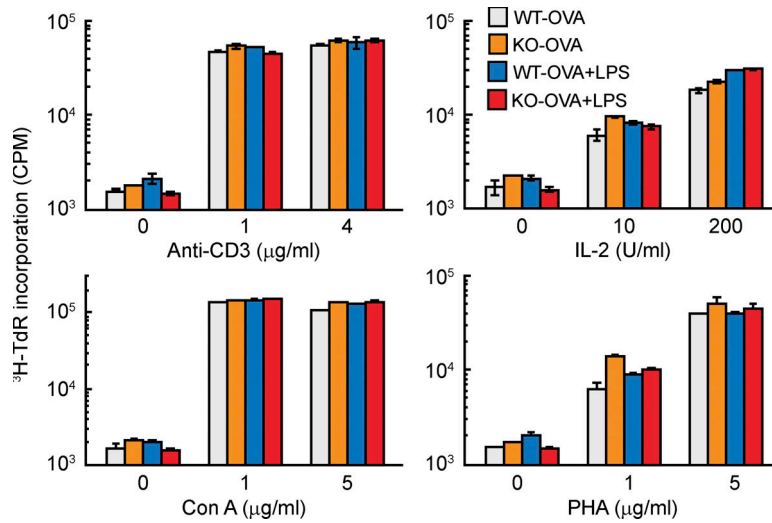 WT-OVA
KO-OVA
WT-OVA+LPS
KO-OVA+LPS
³H-TdR incorporation (CPM)
10⁵
10⁴
10³
0 1 4
Anti-CD3 (μg/ml)
10⁵
10⁴
10³
0 10 200
IL-2 (U/ml)
10⁵
10⁴
10³
0 1 5
Con A (μg/ml)
10⁵
10⁴
10³
0 1 5
PHA (μg/ml)